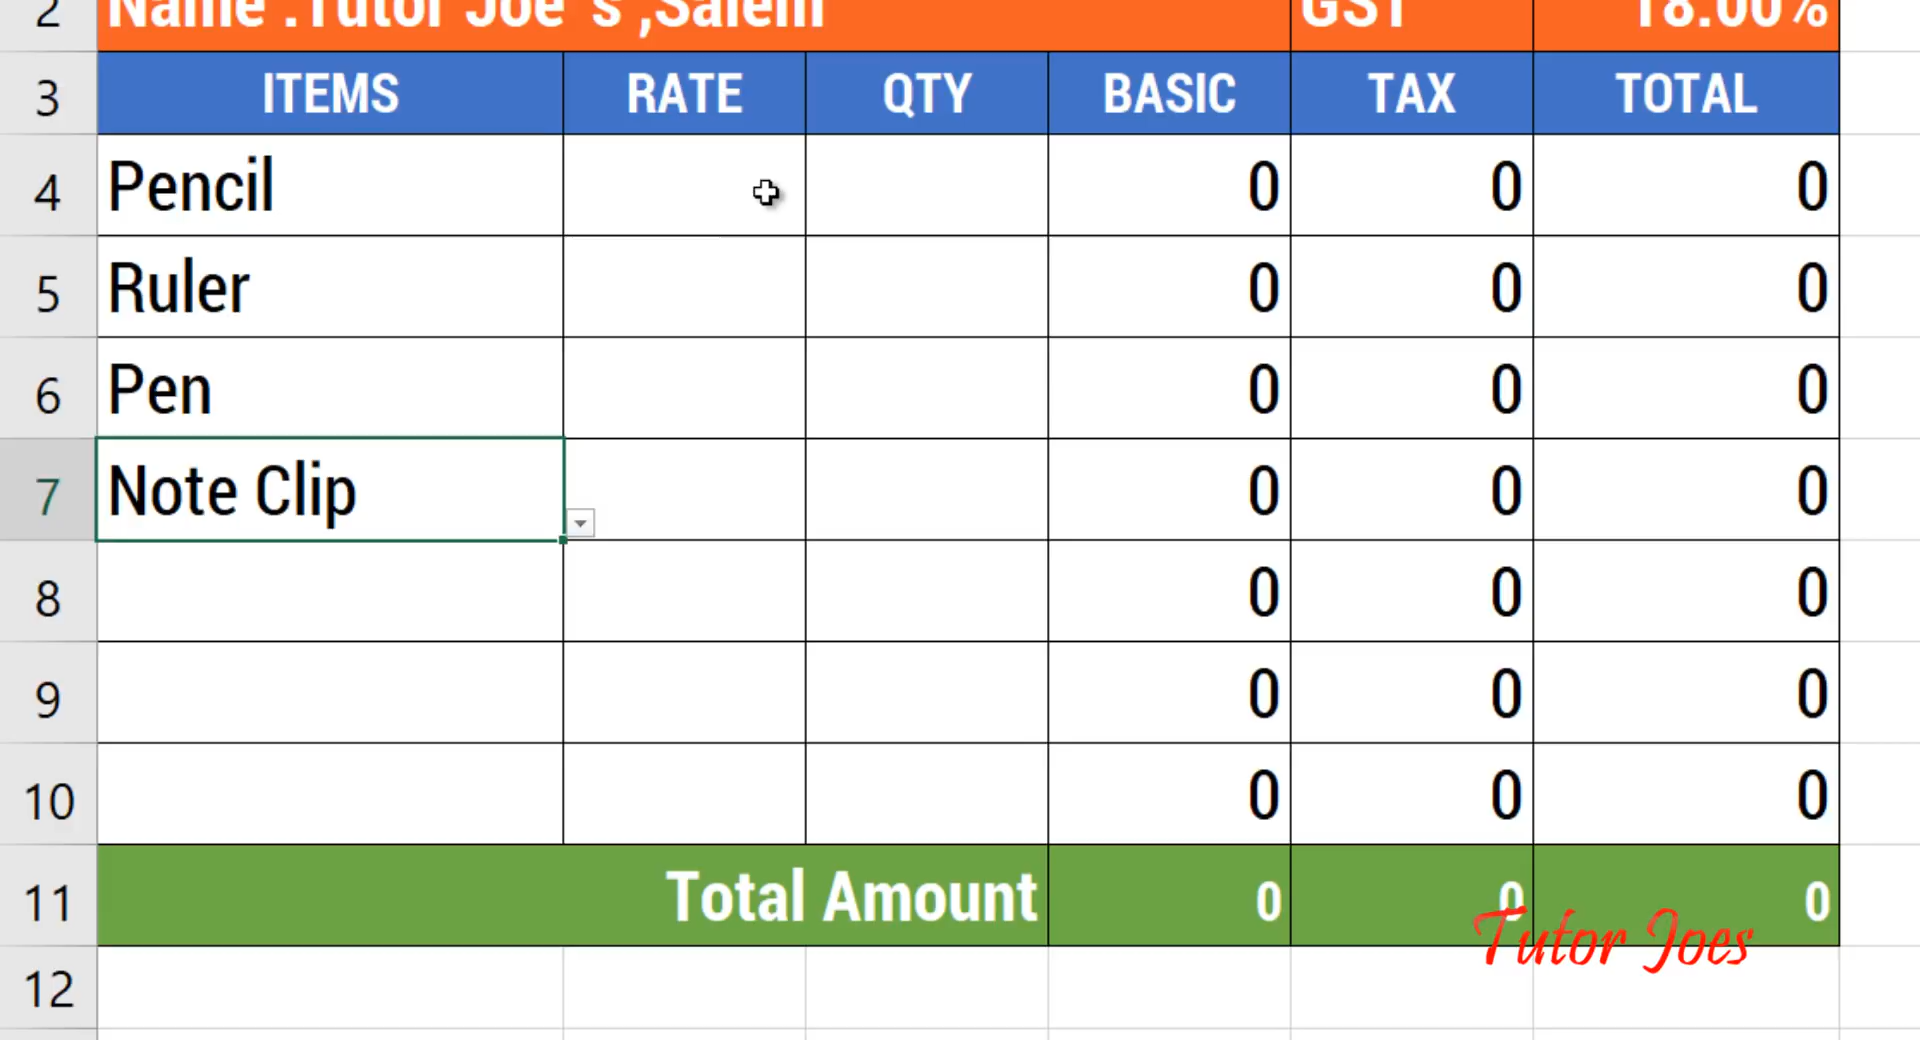 2 Name :Tutor Joe's ,Salem GST 18.00%
3 ITEMS RATE QTY BASIC TAX TOTAL
4 Pencil 0 0 0
5 Ruler 0 0 0
6 Pen 0 0 0
7 Note Clip 0 0 0
8 0 0 0
9 0 0 0
10 0 0 0
11 Total Amount 0 0 0
Tutor Joes
12